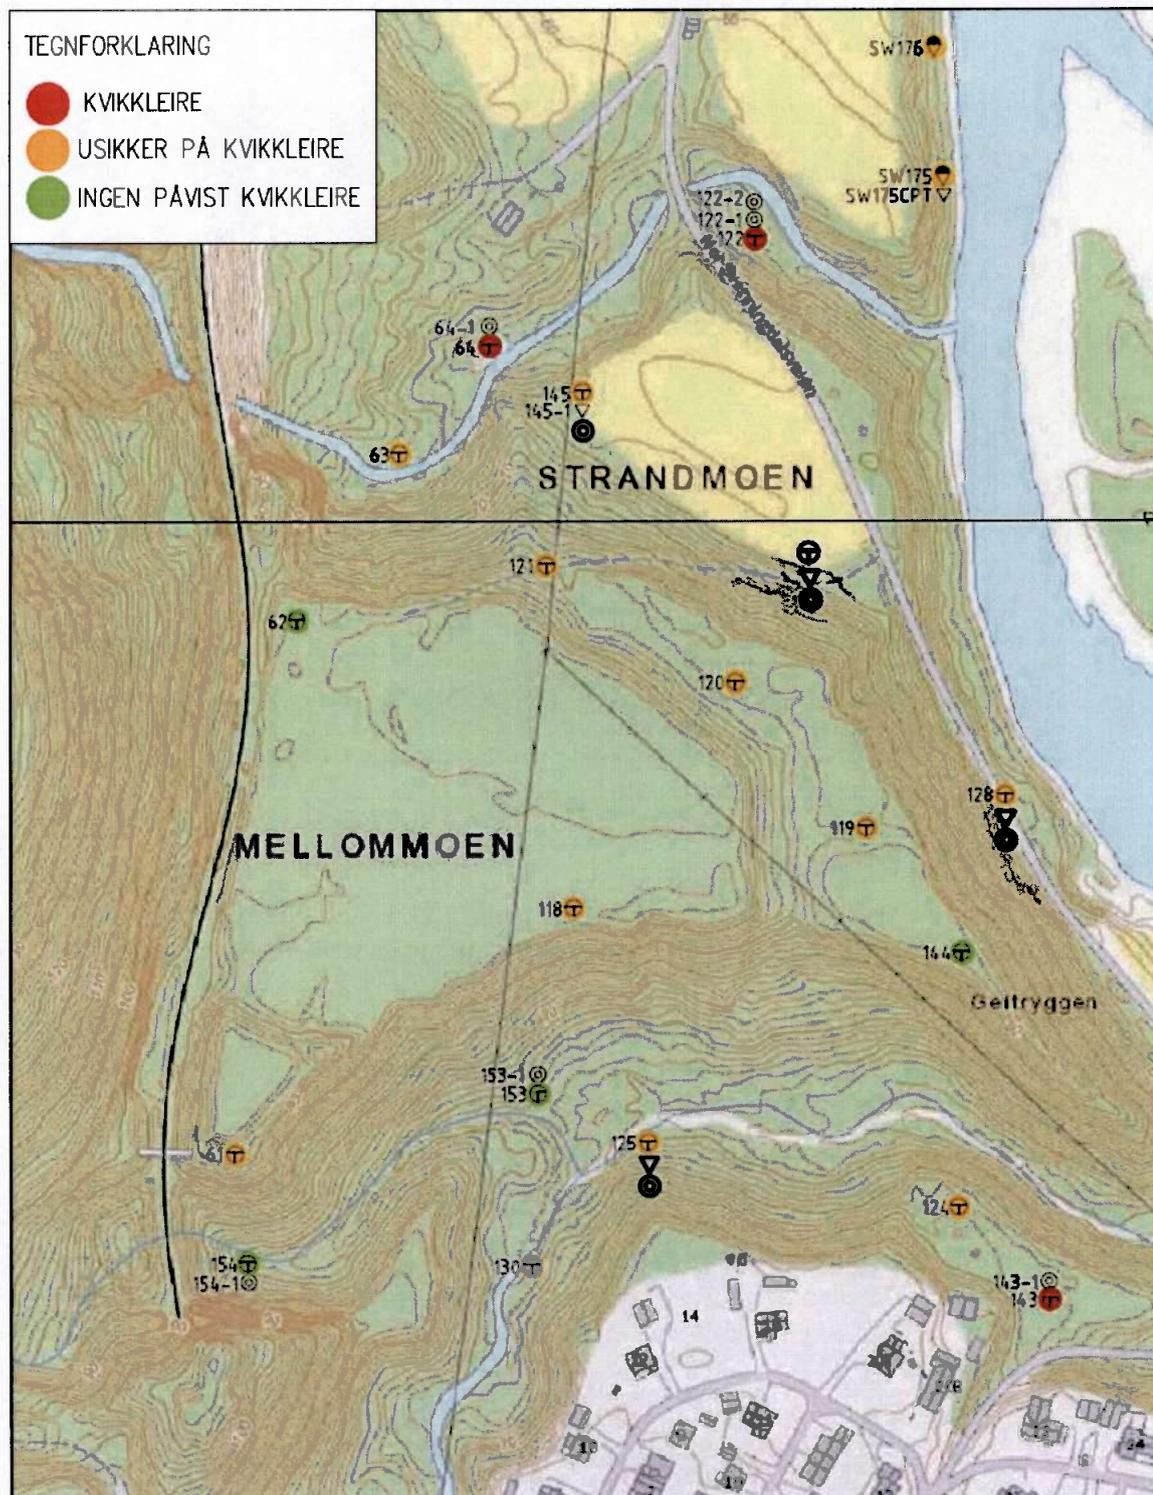 TEGNFORKLARING
KVIKKLEIRE
USIKKER PÅ KVIKKLEIRE
INGEN PÅVIST KVIKKLEIRE
SW176
SW175
SW175CPT
122-2
122-1
122
64-1
64
145
145-1
63
STRANDMOEN
121
62
120
128
119
MELLOMMOEN
118
144
Geitryggen
153-1
153
125
61
124
154
154-1
130
143-1
143
14